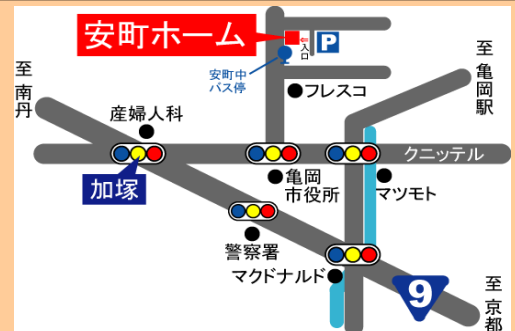 安町ホーム
入口
P
至亀岡駅
至南丹
安町中
バス停
フレスコ
産婦人科
クニッテル
加塚
亀岡
市役所
マツモト
警察署
マクドナルド
9
至京都